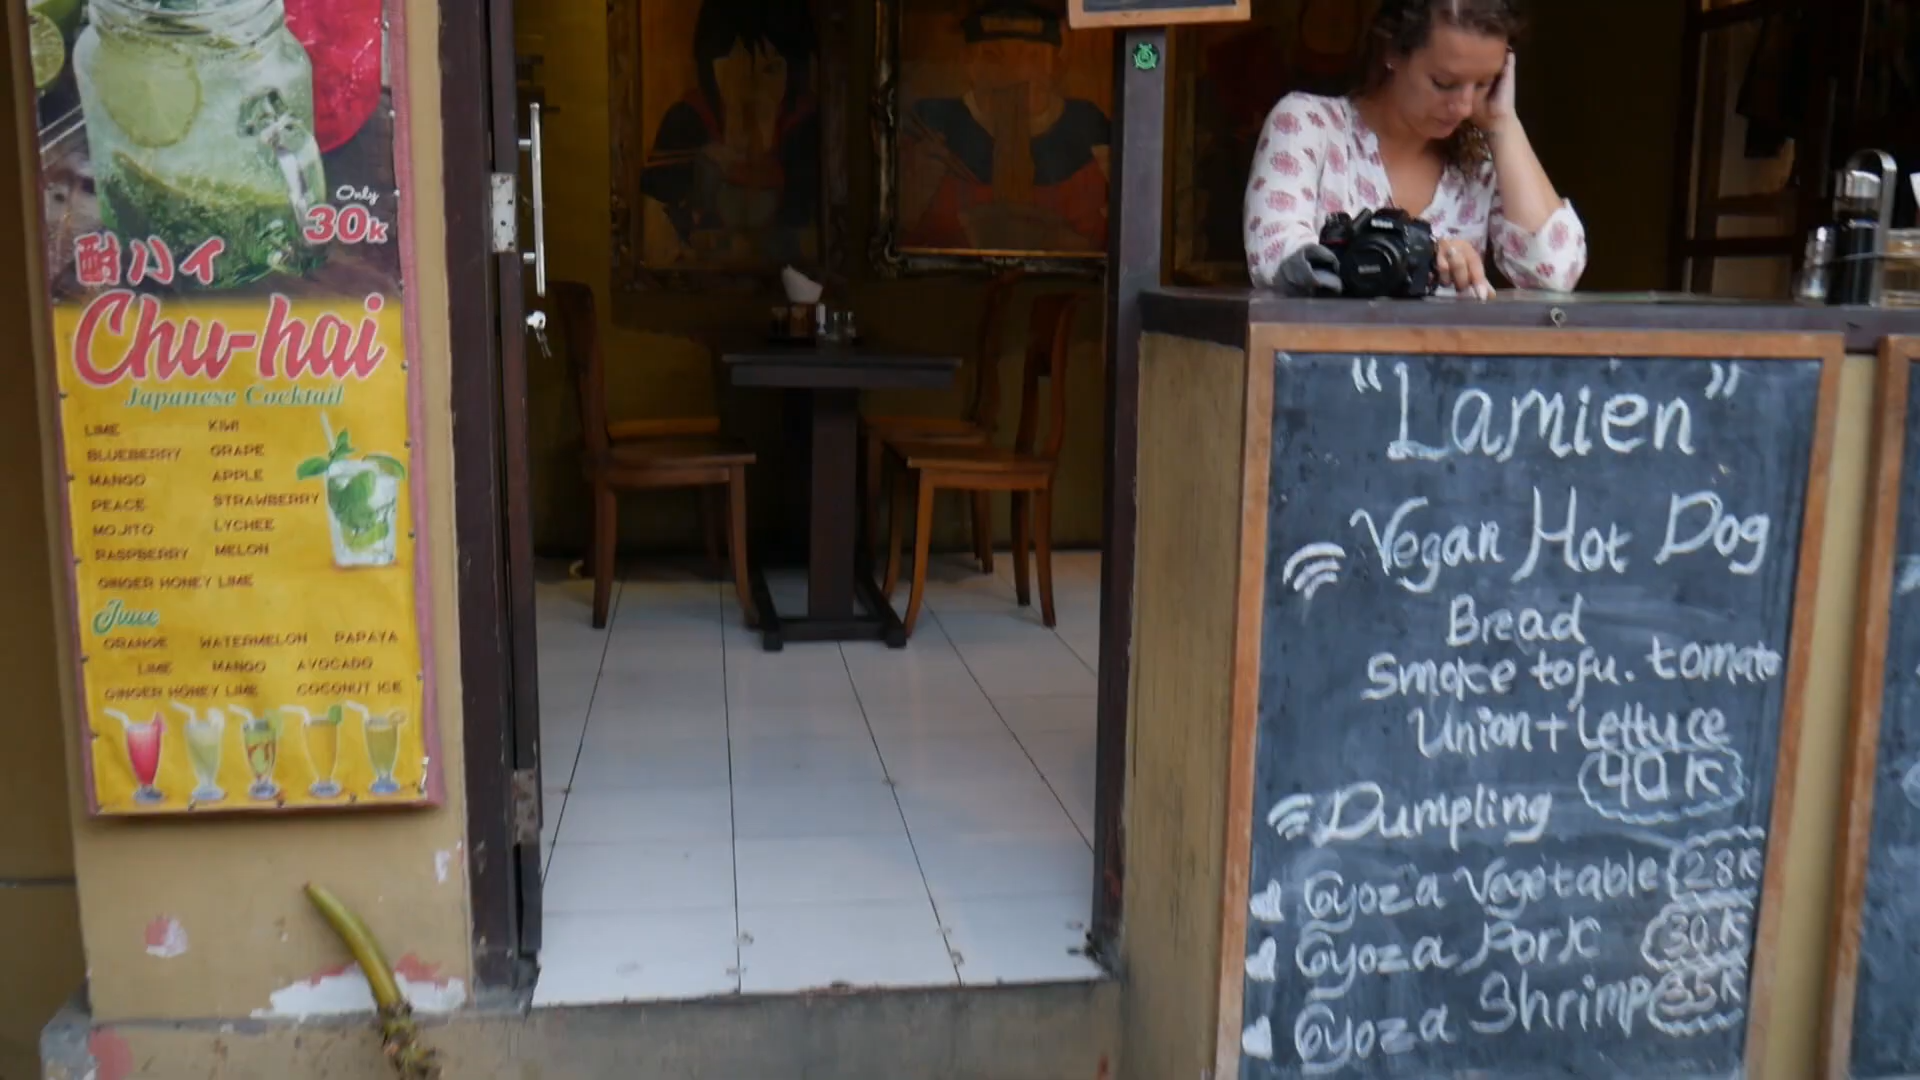 Only
30K
酎ハイ
Chu-hai
Japanese Cocktail
LIME KIWI
BLUEBERRY GRAPE
MANGO APPLE
PEACE STRAWBERRY
MOJITO LYCHEE
RASPBERRY MELON
GINGER HONEY LIME
Juice
ORANGE WATERMELON PAPAYA
LIME MANGO AVOCADO
GINGER HONEY LIME COCONUT ICE
Nikon
"Lamien"
Vegan Hot Dog
Bread
Smoke tofu. tomato
Union + Lettuce
40K
Dumpling
Gyoza Vegetable 28K
Gyoza Pork 30K
Gyoza Shrimp 35K